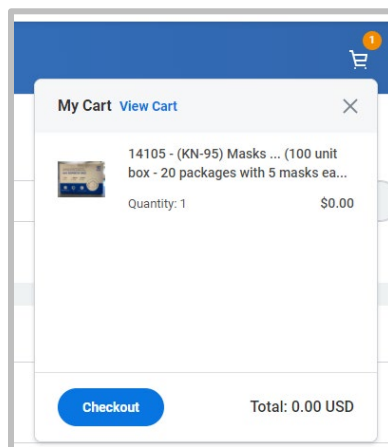 1
My Cart View Cart
14105 - (KN-95) Masks ... (100 unit
box - 20 packages with 5 masks ea...
Quantity: 1 $0.00
Checkout Total: 0.00 USD